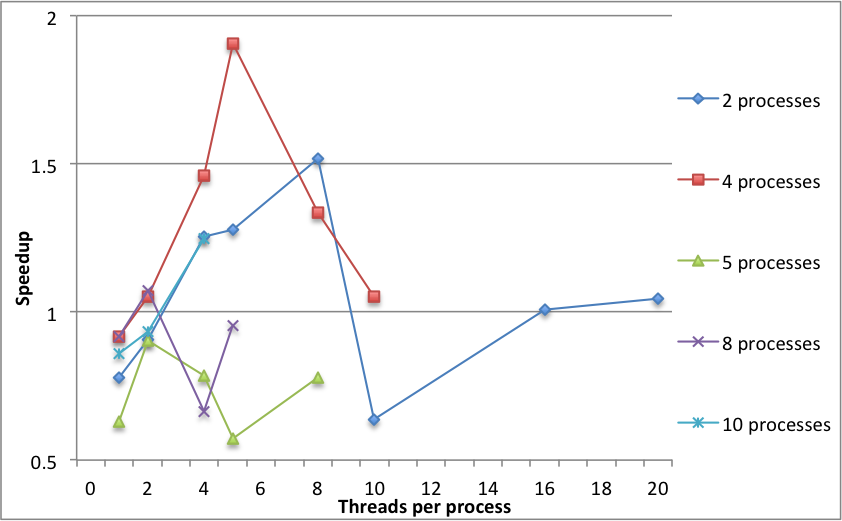 2
1.5
1
0.5
Speedup
0 2 4 6 8 10 12 14 16 18 20
Threads per process
2 processes
4 processes
5 processes
8 processes
10 processes